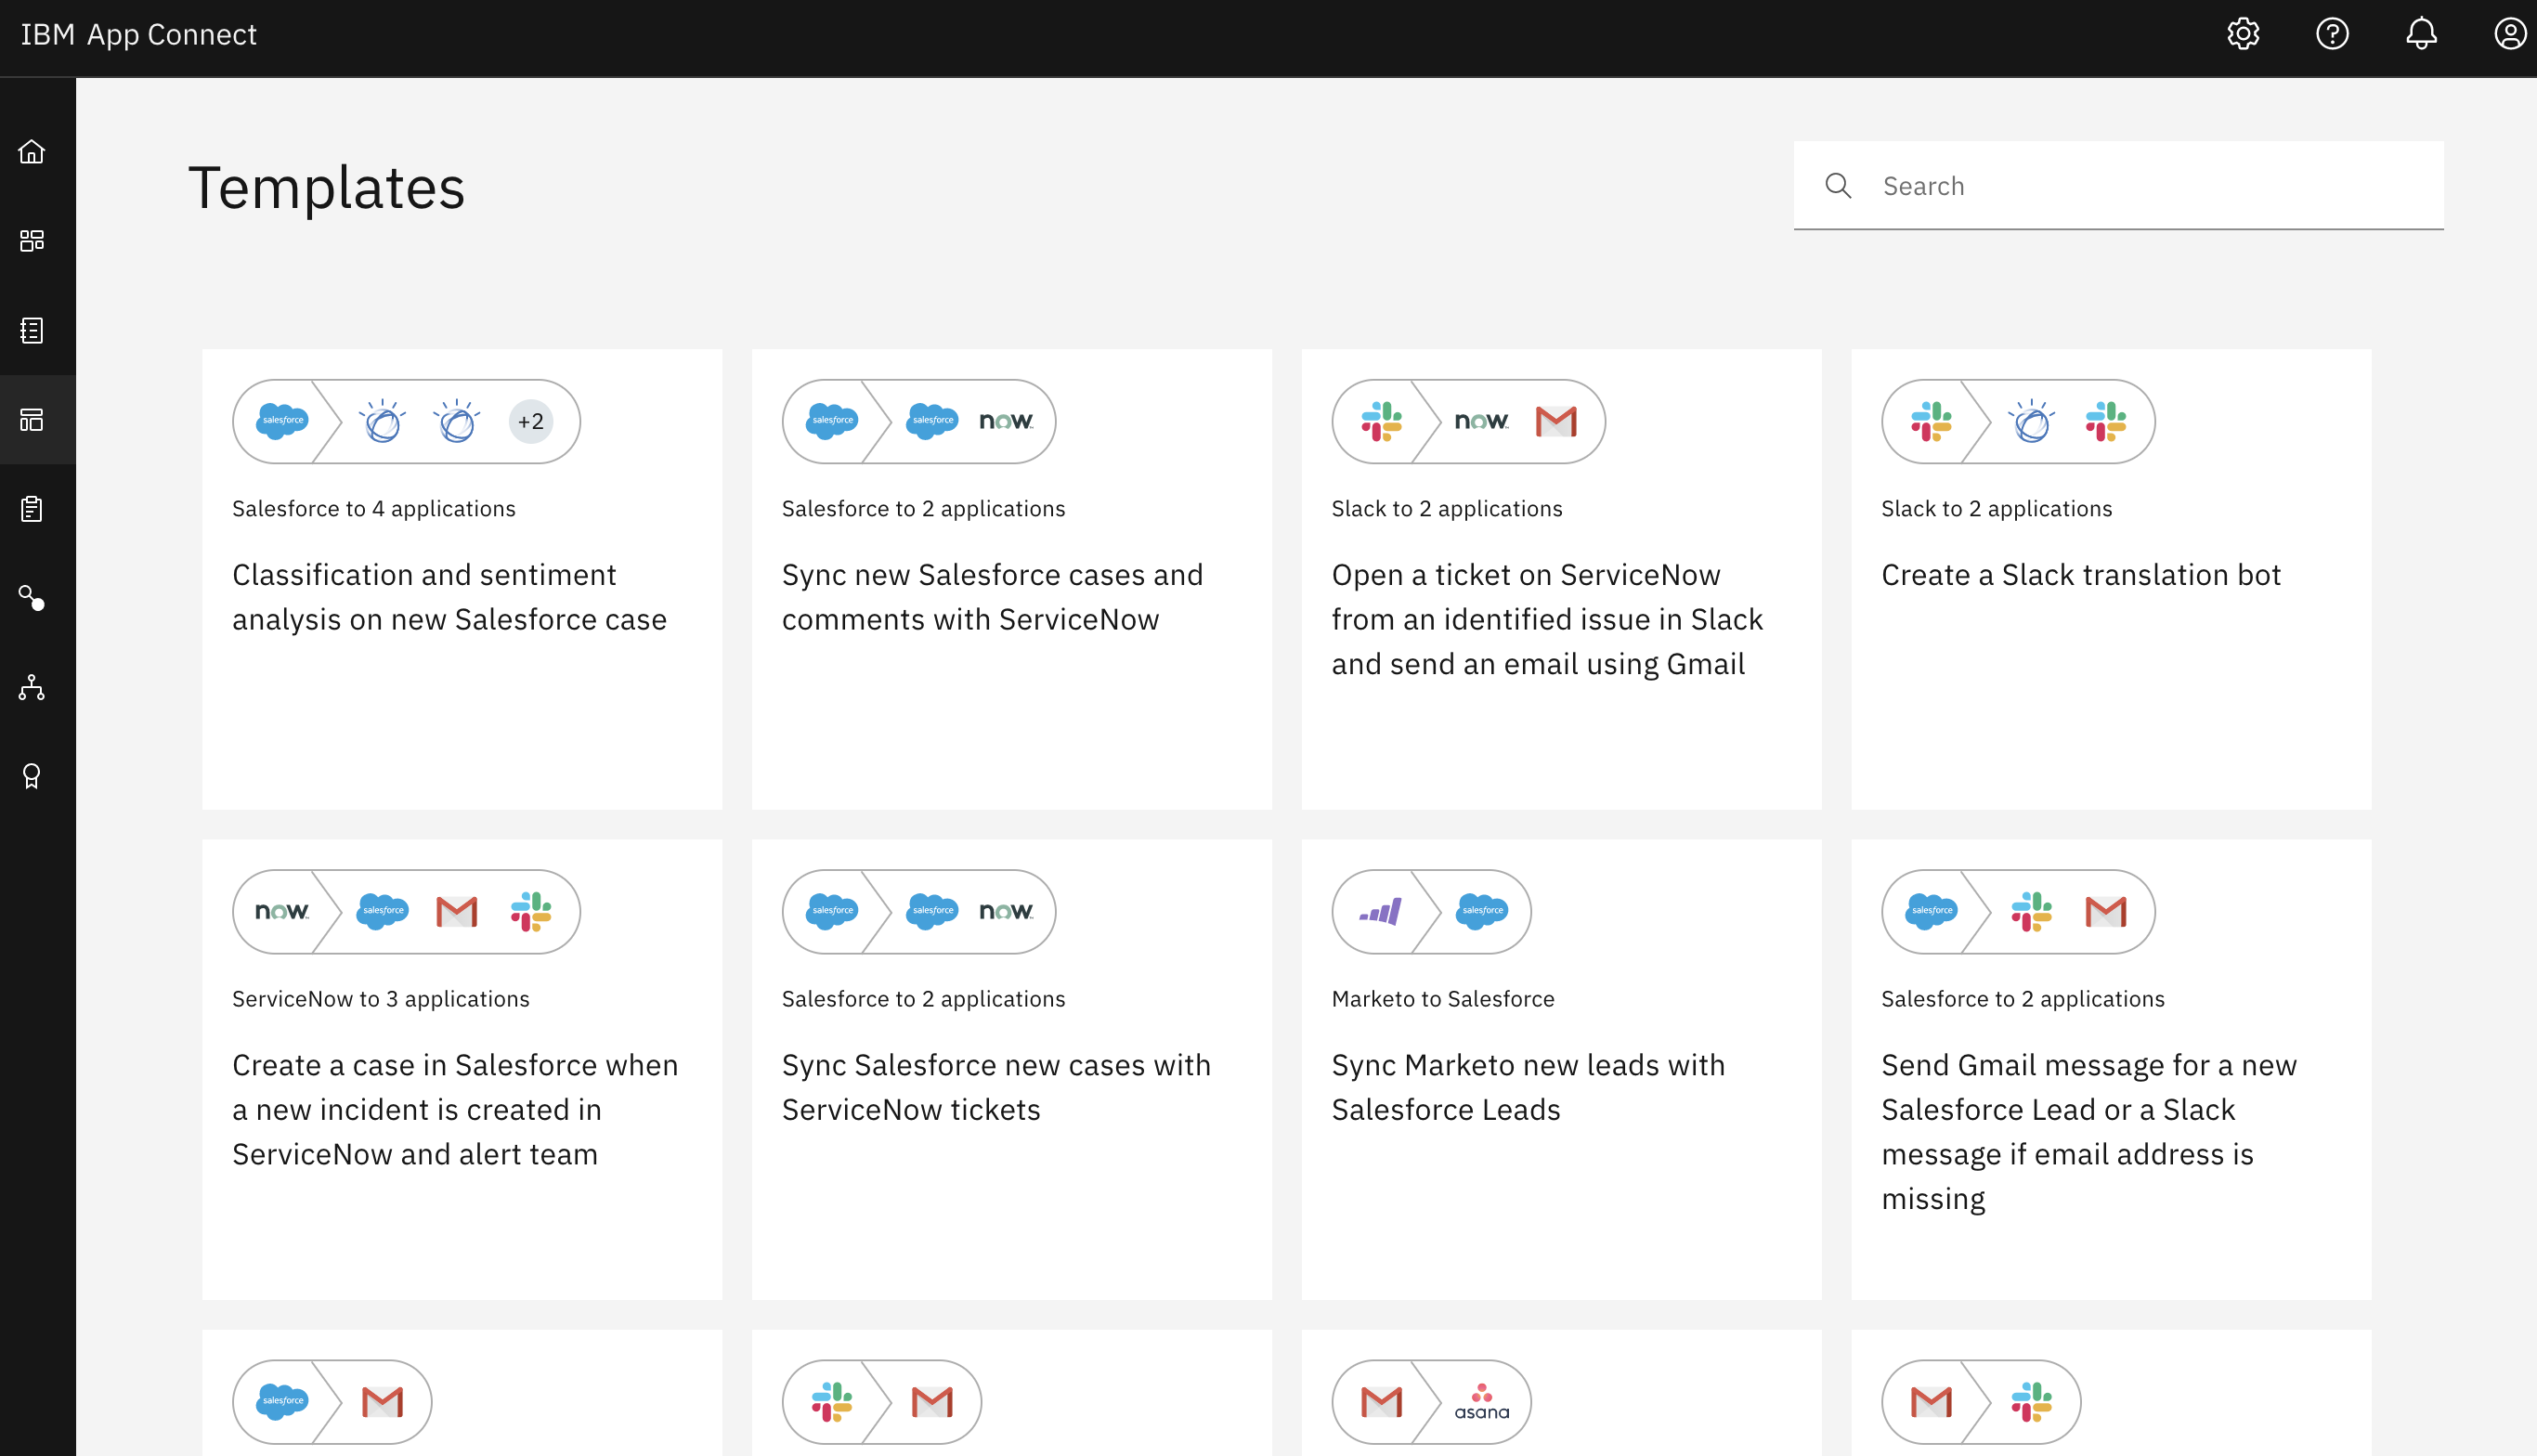 IBM App Connect
Templates
Search
salesforce
+2
Salesforce to 4 applications
Classification and sentiment
analysis on new Salesforce case
salesforce
salesforce
now
Salesforce to 2 applications
Sync new Salesforce cases and
comments with ServiceNow
now
Slack to 2 applications
Open a ticket on ServiceNow
from an identified issue in Slack
and send an email using Gmail
Slack to 2 applications
Create a Slack translation bot
now
salesforce
ServiceNow to 3 applications
Create a case in Salesforce when
a new incident is created in
ServiceNow and alert team
salesforce
salesforce
now
Salesforce to 2 applications
Sync Salesforce new cases with
ServiceNow tickets
salesforce
Marketo to Salesforce
Sync Marketo new leads with
Salesforce Leads
salesforce
Salesforce to 2 applications
Send Gmail message for a new
Salesforce Lead or a Slack
message if email address is
missing
salesforce
asana